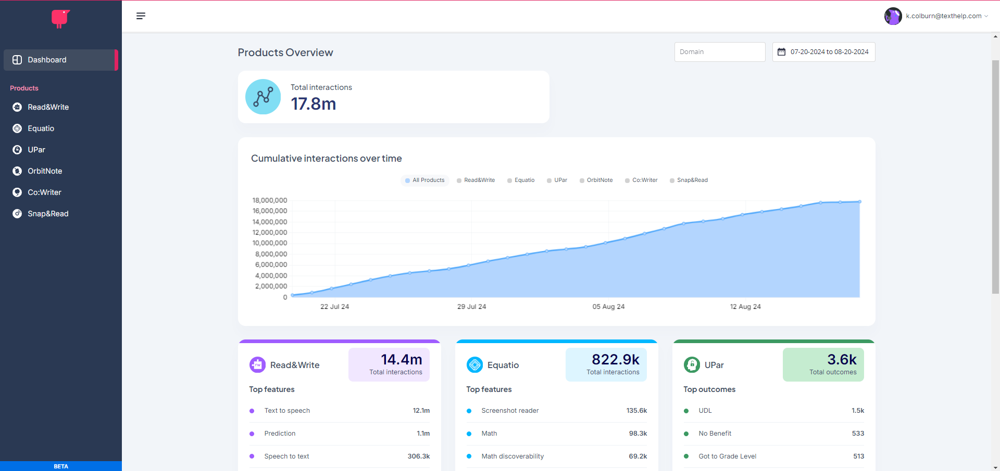 k.colburn@texthelp.com
Dashboard
Products
Read&Write
Equatio
UPar
OrbitNote
Co:Writer
Snap&Read
BETA
Products Overview
Domain
07-20-2024 to 08-20-2024
Total interactions
17.8m
Cumulative interactions over time
All Products Read&Write Equatio UPar OrbitNote Co:Writer Snap&Read
18,000,000
16,000,000
14,000,000
12,000,000
10,000,000
8,000,000
6,000,000
4,000,000
2,000,000
0
22 Jul 24 29 Jul 24 05 Aug 24 12 Aug 24
rw
Read&Write
14.4m
Total interactions
Top features
Text to speech 12.1m
Prediction 1.1m
Speech to text 306.3k
Equatio
822.9k
Total interactions
Top features
Screenshot reader 135.6k
Math 98.3k
Math discoverability 69.2k
UPar
3.6k
Total outcomes
Top outcomes
UDL 1.5k
No Benefit 533
Got to Grade Level 513